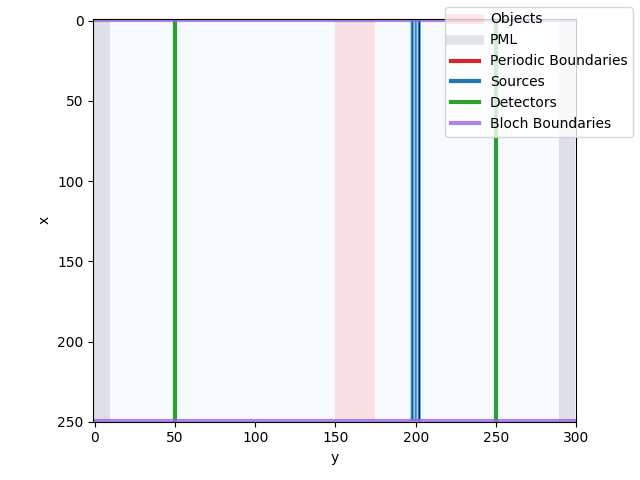 Objects
PML
Periodic Boundaries
Sources
Detectors
Bloch Boundaries
0
50
100
150
200
250
x
0
50
100
150
200
250
300
y